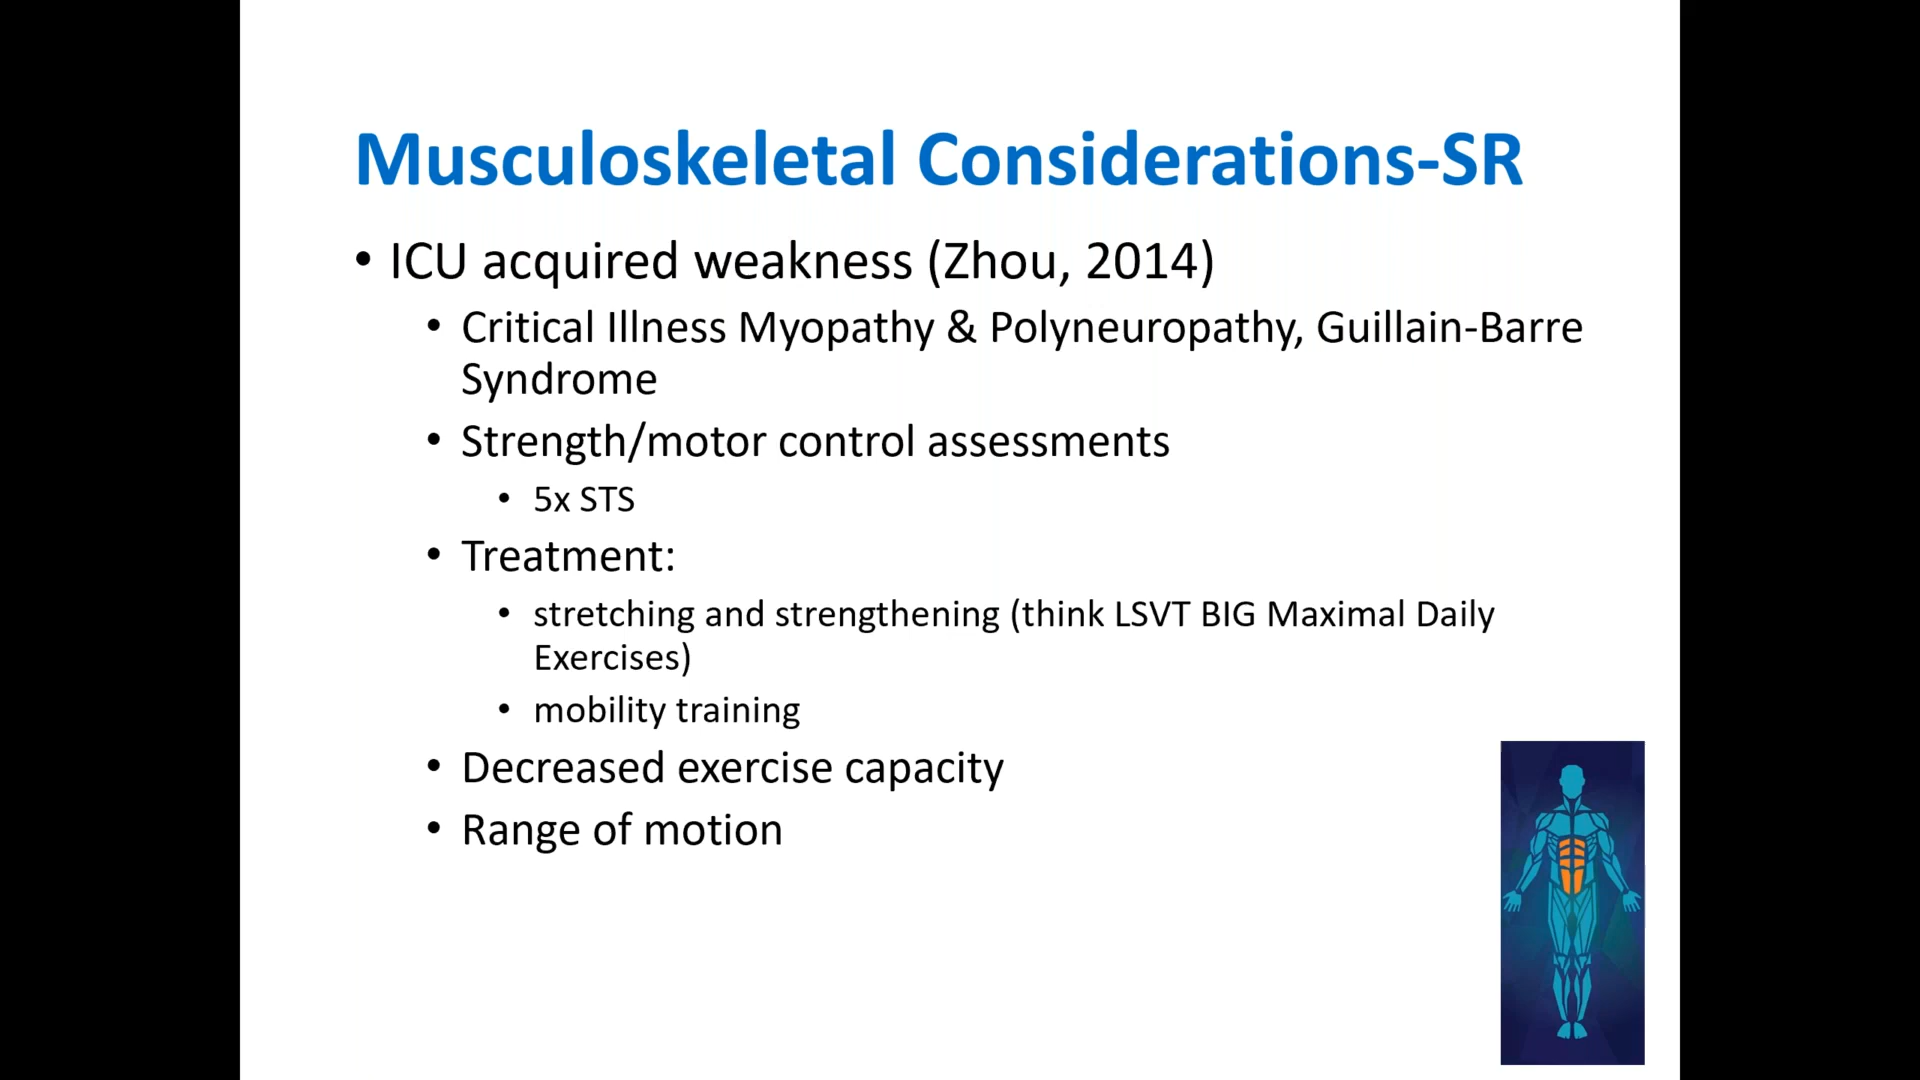 Musculoskeletal Considerations-SR
• ICU acquired weakness (Zhou, 2014)
• Critical Illness Myopathy & Polyneuropathy, Guillain-Barre
Syndrome
• Strength/motor control assessments
• 5x STS
• Treatment:
• stretching and strengthening (think LSVT BIG Maximal Daily
Exercises)
• mobility training
• Decreased exercise capacity
• Range of motion